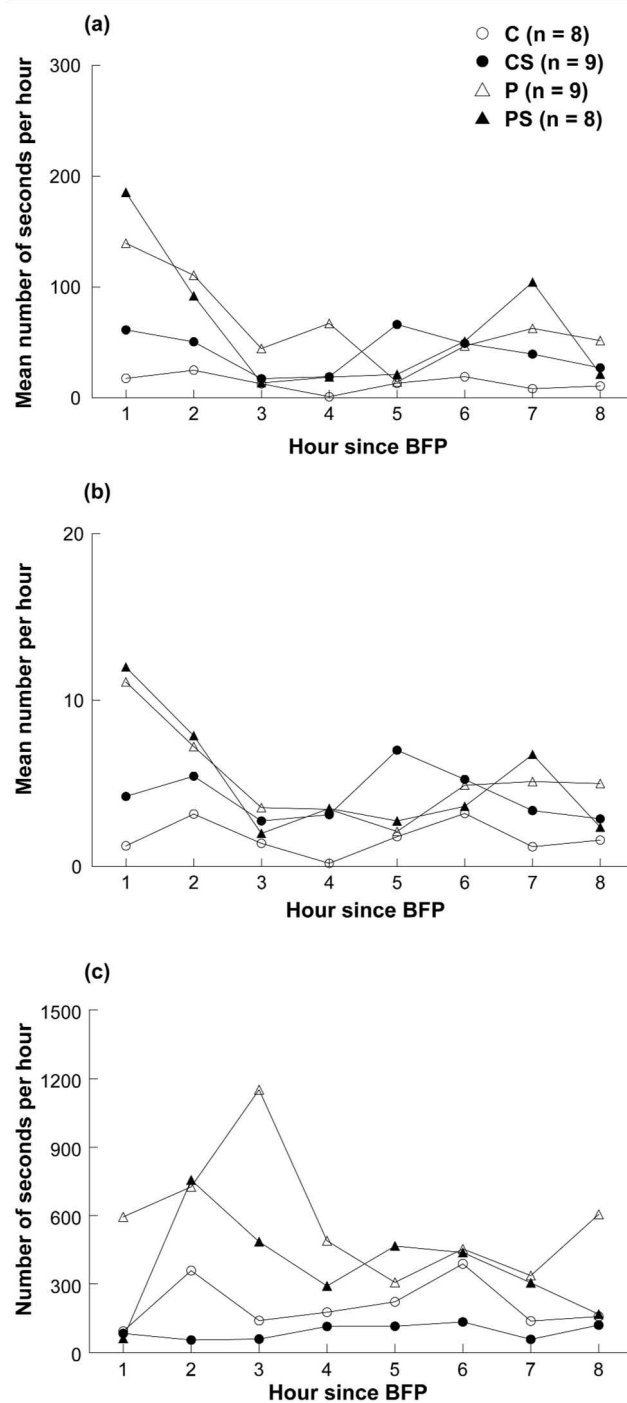 (a)
C (n = 8)
CS (n = 9)
P (n = 9)
PS (n = 8)
Mean number of seconds per hour
300
200
100
0
1 2 3 4 5 6 7 8
Hour since BFP
(b)
Mean number per hour
20
10
0
1 2 3 4 5 6 7 8
Hour since BFP
(c)
Number of seconds per hour
1500
1200
900
600
300
0
1 2 3 4 5 6 7 8
Hour since BFP